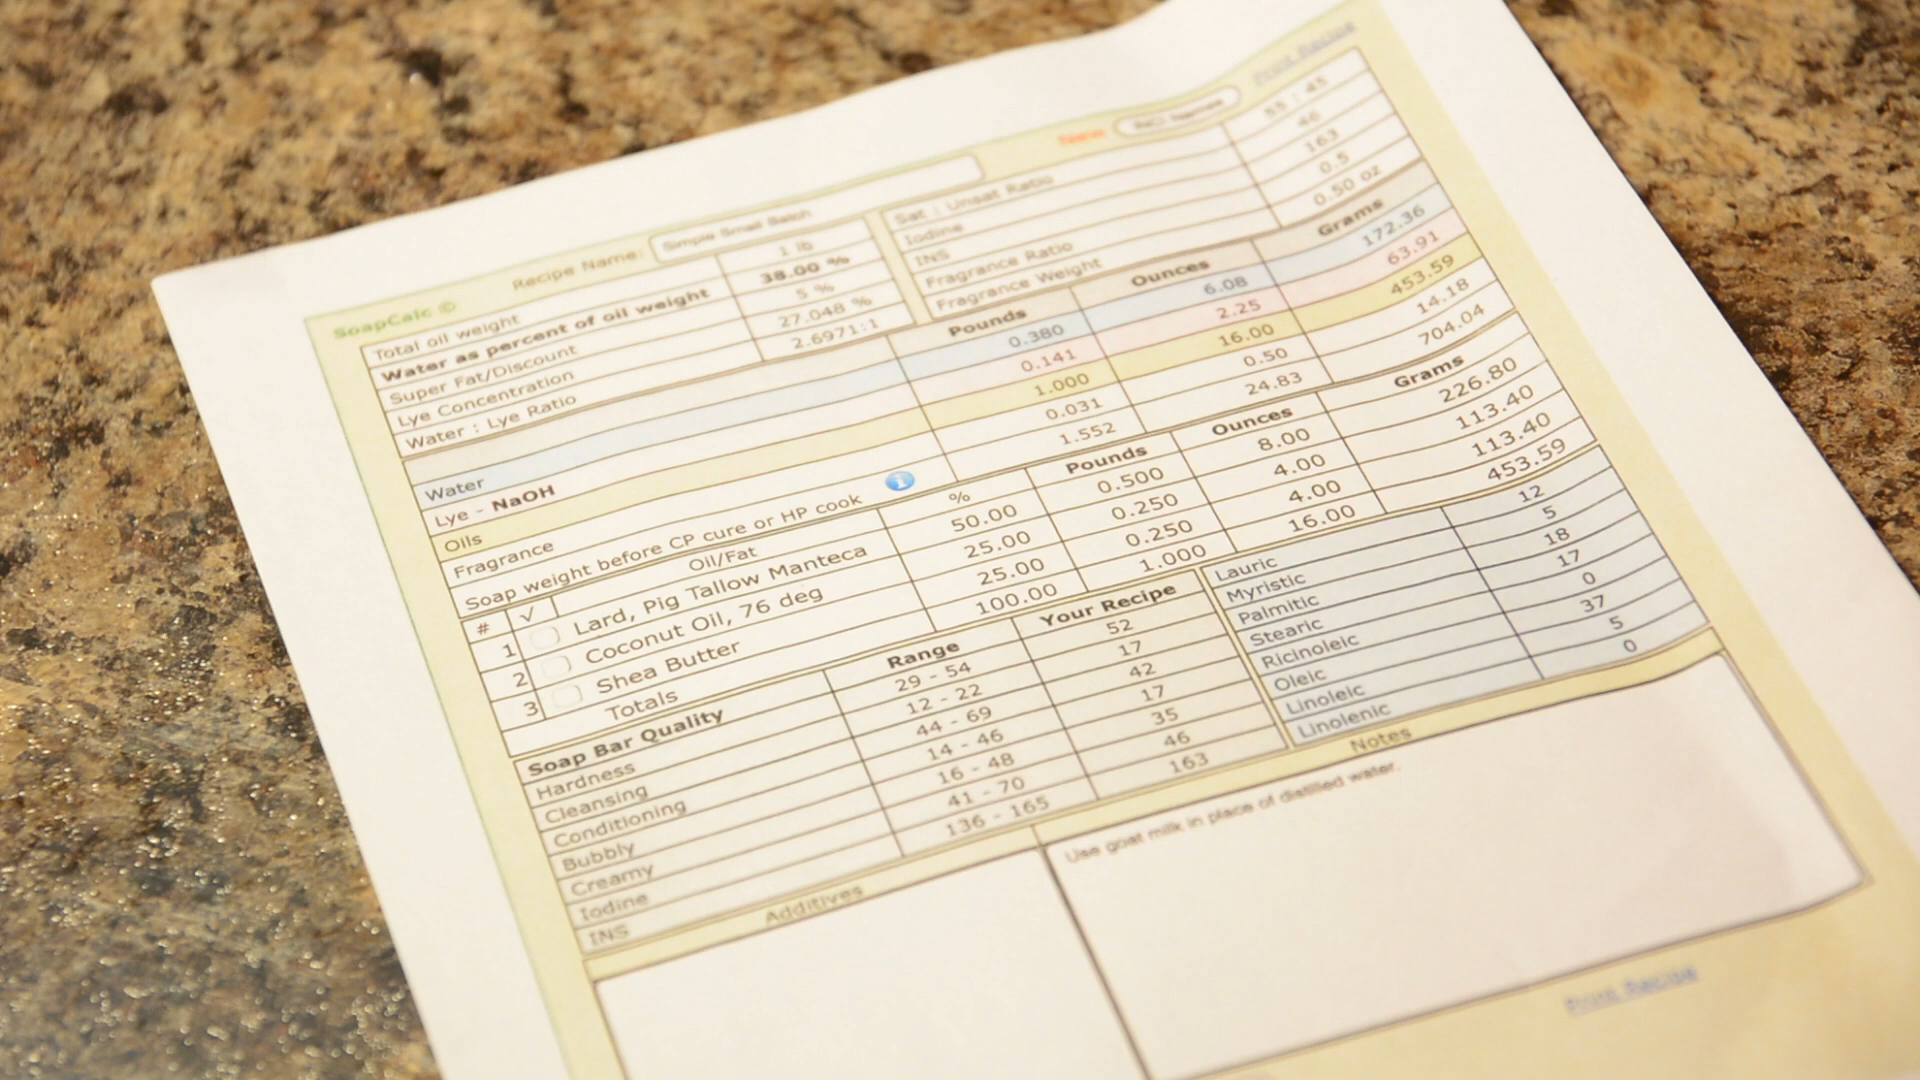 Print Recipe
SoapCalc © Recipe Name: Simple Small Batch New INCI Names
Total oil weight 1 lb
Water as percent of oil weight 38.00 %
Super Fat/Discount 5 %
Lye Concentration 27.048 %
Water : Lye Ratio 2.6971:1
Sat : Unsat Ratio 55 : 45
Iodine 46
INS 163
Fragrance Ratio 0.5
Fragrance Weight 0.50 oz
Pounds Ounces Grams
Water 0.380 6.08 172.36
Lye - NaOH 0.141 2.25 63.91
Oils 1.000 16.00 453.59
Fragrance 0.031 0.50 14.18
Soap weight before CP cure or HP cook 1.552 24.83 704.04
# √ Oil/Fat % Pounds Ounces Grams
1 Lard, Pig Tallow Manteca 50.00 0.500 8.00 226.80
2 Coconut Oil, 76 deg 25.00 0.250 4.00 113.40
3 Shea Butter 25.00 0.250 4.00 113.40
Totals 100.00 1.000 16.00 453.59
Soap Bar Quality Range Your Recipe
Hardness 29 - 54 52
Cleansing 12 - 22 17
Conditioning 44 - 69 42
Bubbly 14 - 46 17
Creamy 16 - 48 35
Iodine 41 - 70 46
INS 136 - 165 163
Lauric 12
Myristic 5
Palmitic 18
Stearic 17
Ricinoleic 0
Oleic 37
Linoleic 5
Linolenic 0
Additives Notes
Use goat milk in place of distilled water.
Print Recipe